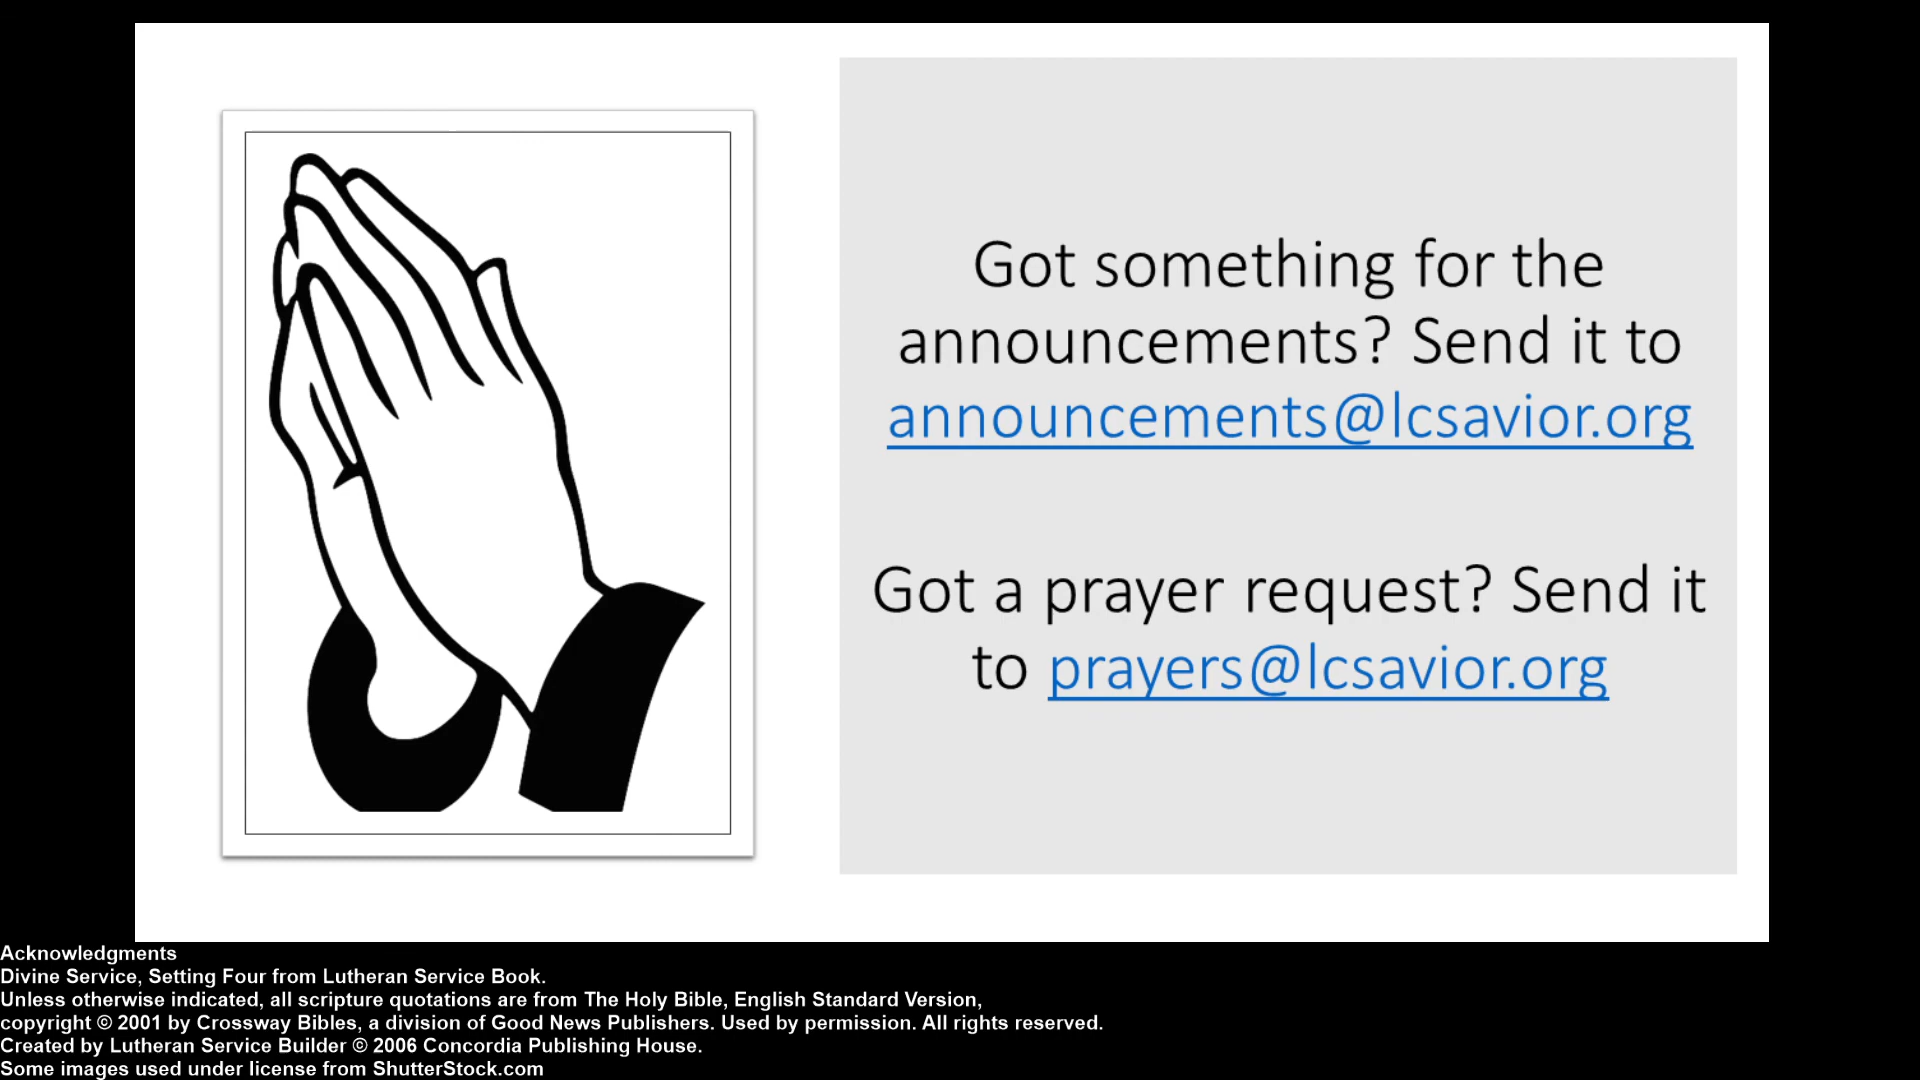 Got something for the
announcements? Send it to
announcements@lcsavior.org
Got a prayer request? Send it
to prayers@lcsavior.org
Acknowledgments
Divine Service, Setting Four from Lutheran Service Book.
Unless otherwise indicated, all scripture quotations are from The Holy Bible, English Standard Version,
copyright © 2001 by Crossway Bibles, a division of Good News Publishers. Used by permission. All rights reserved.
Created by Lutheran Service Builder © 2006 Concordia Publishing House.
Some images used under license from ShutterStock.com